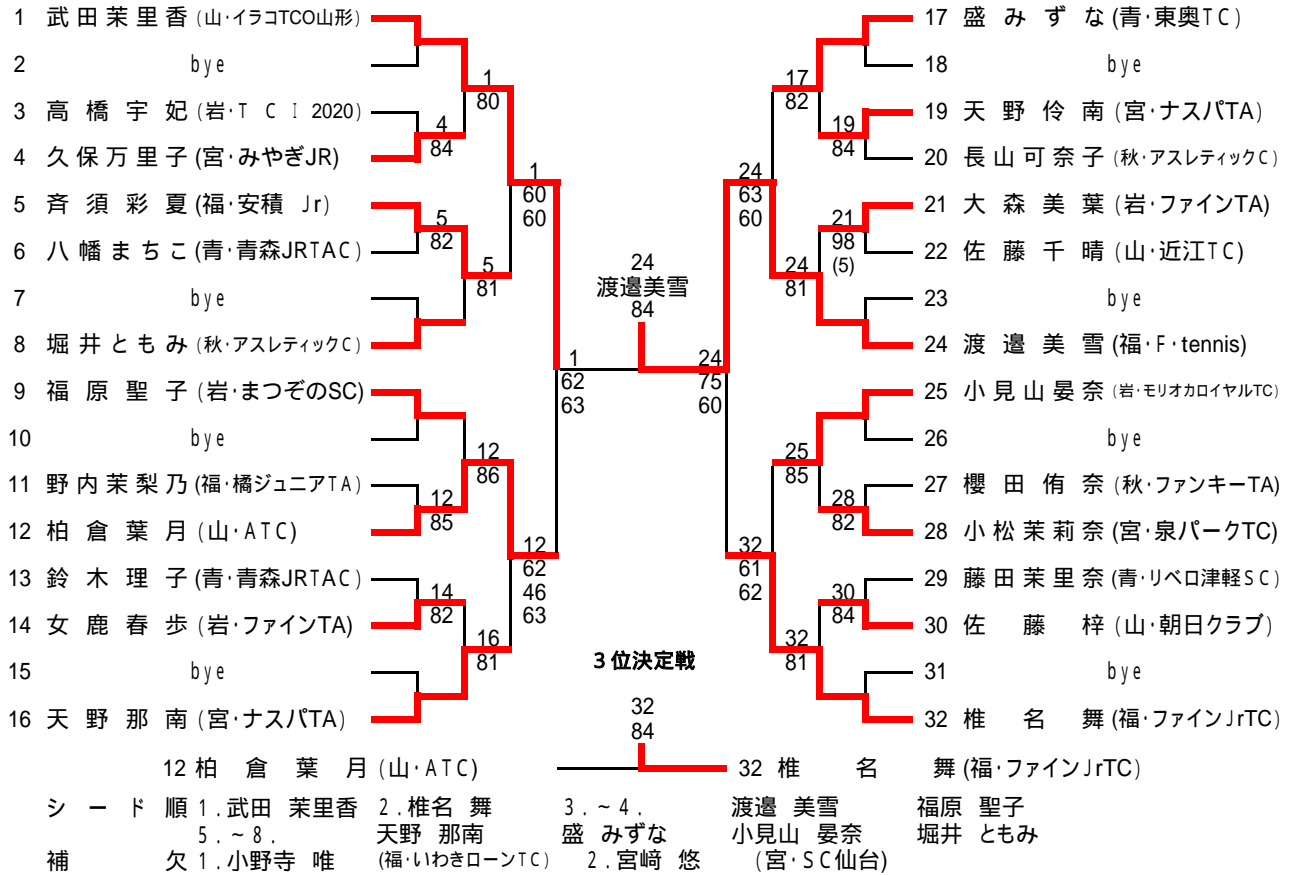 1 武田茉里香 (山・イラコTCO山形)
2 bye
3 高橋宇妃 (岩・TCI 2020)
4 久保万里子 (宮・みやぎJR)
5 斉須彩夏 (福・安積 Jr)
6 八幡まちこ (青・青森JRTAC)
7 bye
8 堀井ともみ (秋・アスレティックC)
9 福原聖子 (岩・まつぞのSC)
10 bye
11 野内茉梨乃 (福・橘ジュニアTA)
12 柏倉葉月 (山・ATC)
13 鈴木理子 (青・青森JRTAC)
14 女鹿春歩 (岩・ファインTA)
15 bye
16 天野那南 (宮・ナスパTA)
1
80
4
84
5
82
5
81
12
86
12
85
14
82
16
81
1
60
60
12
62
46
63
1
62
63
24
渡邉美雪
84
24
75
60
24
63
60
32
61
62
17
82
19
84
21
98
(5)
24
81
25
85
28
82
30
84
32
81
17 盛みずな (青・東奥TC)
18 bye
19 天野伶南 (宮・ナスパTA)
20 長山可奈子 (秋・アスレティックC)
21 大森美葉 (岩・ファインTA)
22 佐藤千晴 (山・近江TC)
23 bye
24 渡邉美雪 (福・F・tennis)
25 小見山晏奈 (岩・モリオカロイヤルTC)
26 bye
27 櫻田侑奈 (秋・ファンキーTA)
28 小松茉莉奈 (宮・泉パークTC)
29 藤田茉里奈 (青・リベロ津軽SC)
30 佐藤梓 (山・朝日クラブ)
31 bye
32 椎名舞 (福・ファインJrTC)
3位決定戦
32
84
12 柏倉葉月 (山・ATC) 32 椎名舞 (福・ファインJrTC)
シード順 1.武田 茉里香 2.椎名 舞 3.~4. 渡邉 美雪 福原 聖子
5.~8. 天野 那南 盛 みずな 小見山 晏奈 堀井 ともみ
補欠 1.小野寺 唯 (福・いわきローンTC) 2.宮﨑 悠 (宮・SC仙台)